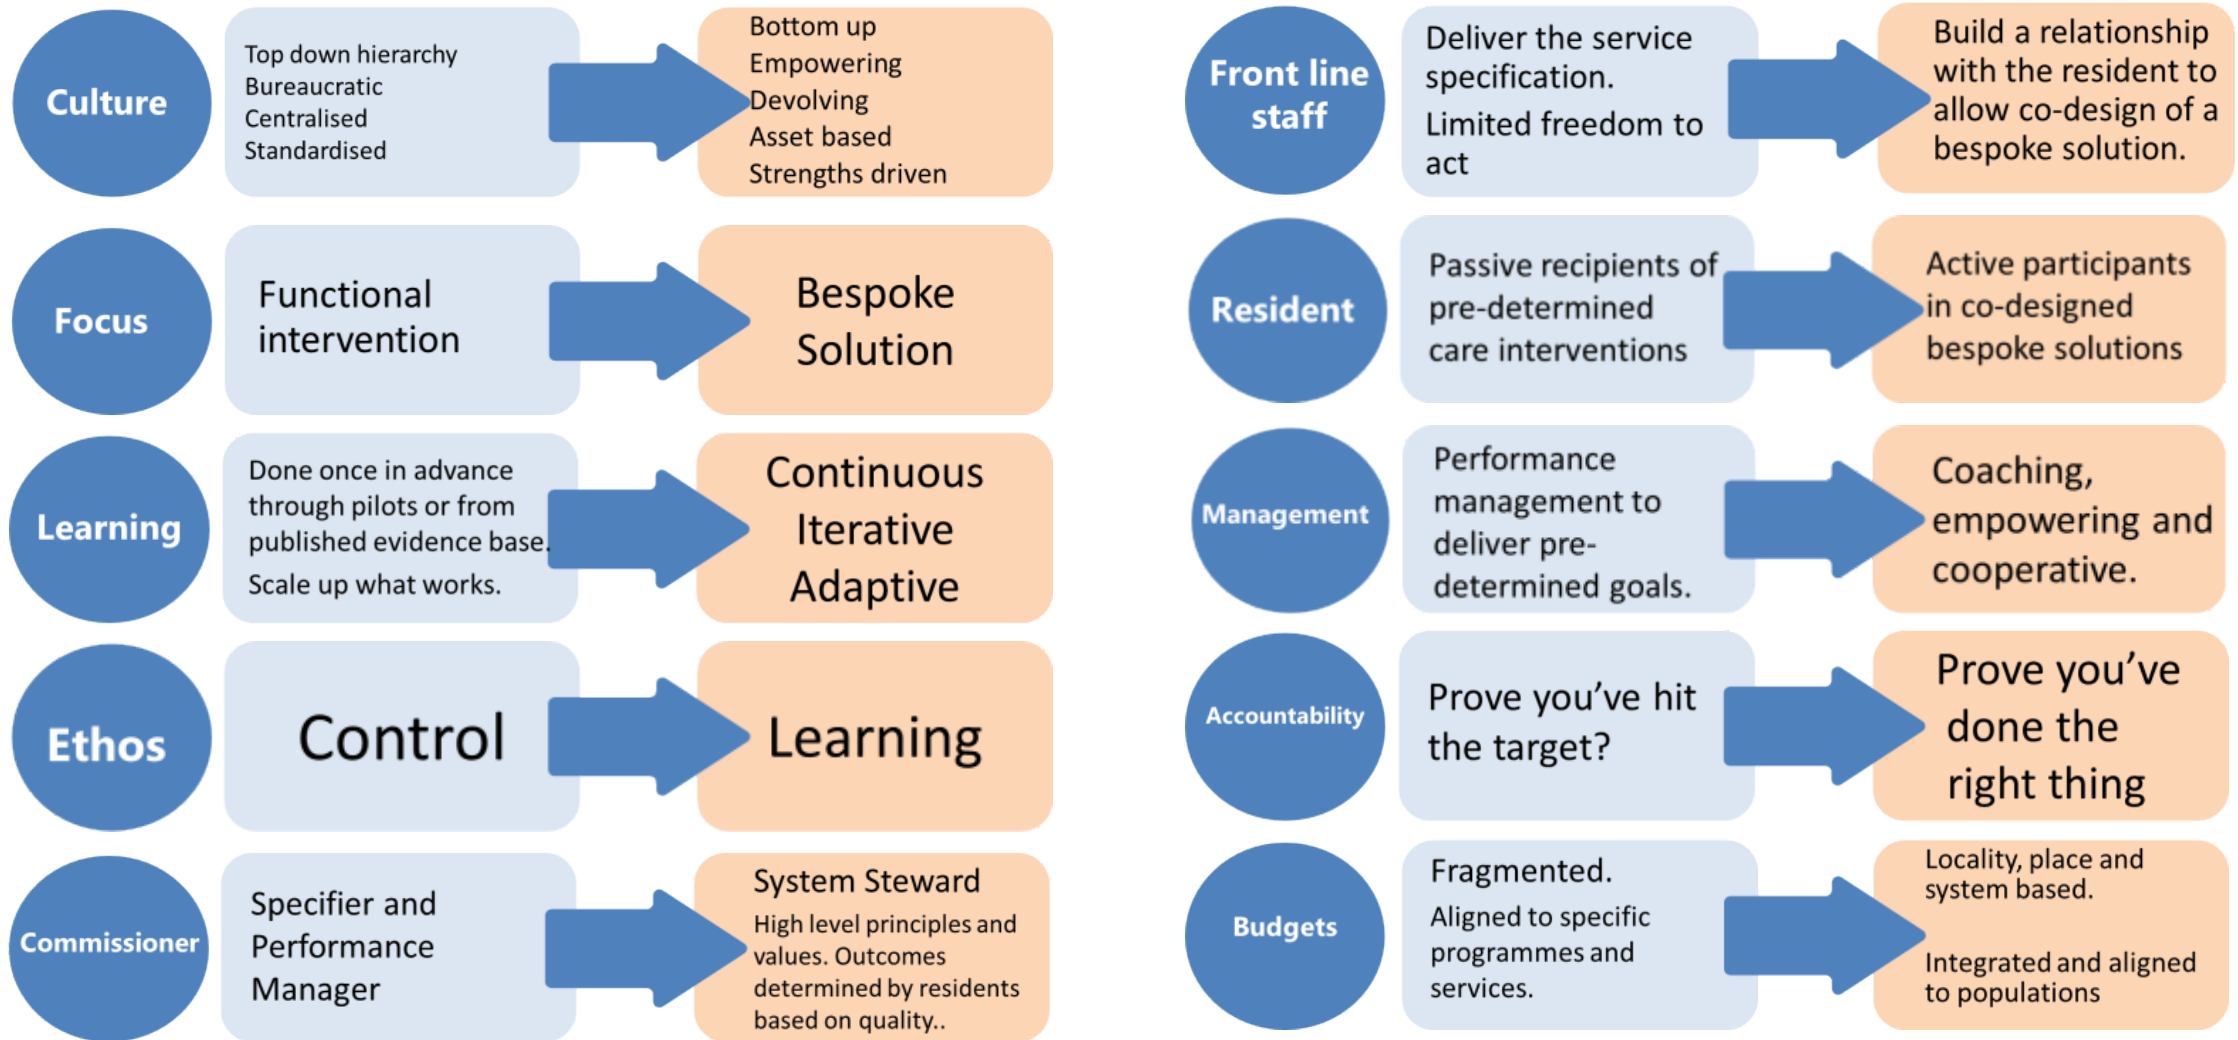 Culture
Top down hierarchy
Bureaucratic
Centralised
Standardised
Bottom up
Empowering
Devolving
Asset based
Strengths driven
Focus
Functional
intervention
Bespoke
Solution
Learning
Done once in advance
through pilots or from
published evidence base.
Scale up what works.
Continuous
Iterative
Adaptive
Ethos
Control
Learning
Commissioner
Specifier and
Performance
Manager
System Steward
High level principles and
values. Outcomes
determined by residents
based on quality..
Front line
staff
Deliver the service
specification.
Limited freedom to
act
Build a relationship
with the resident to
allow co-design of a
bespoke solution.
Resident
Passive recipients of
pre-determined
care interventions
Active participants
in co-designed
bespoke solutions
Management
Performance
management to
deliver pre-
determined goals.
Coaching,
empowering and
cooperative.
Accountability
Prove you’ve hit
the target?
Prove you’ve
done the
right thing
Budgets
Fragmented.
Aligned to specific
programmes and
services.
Locality, place and
system based.
Integrated and aligned
to populations